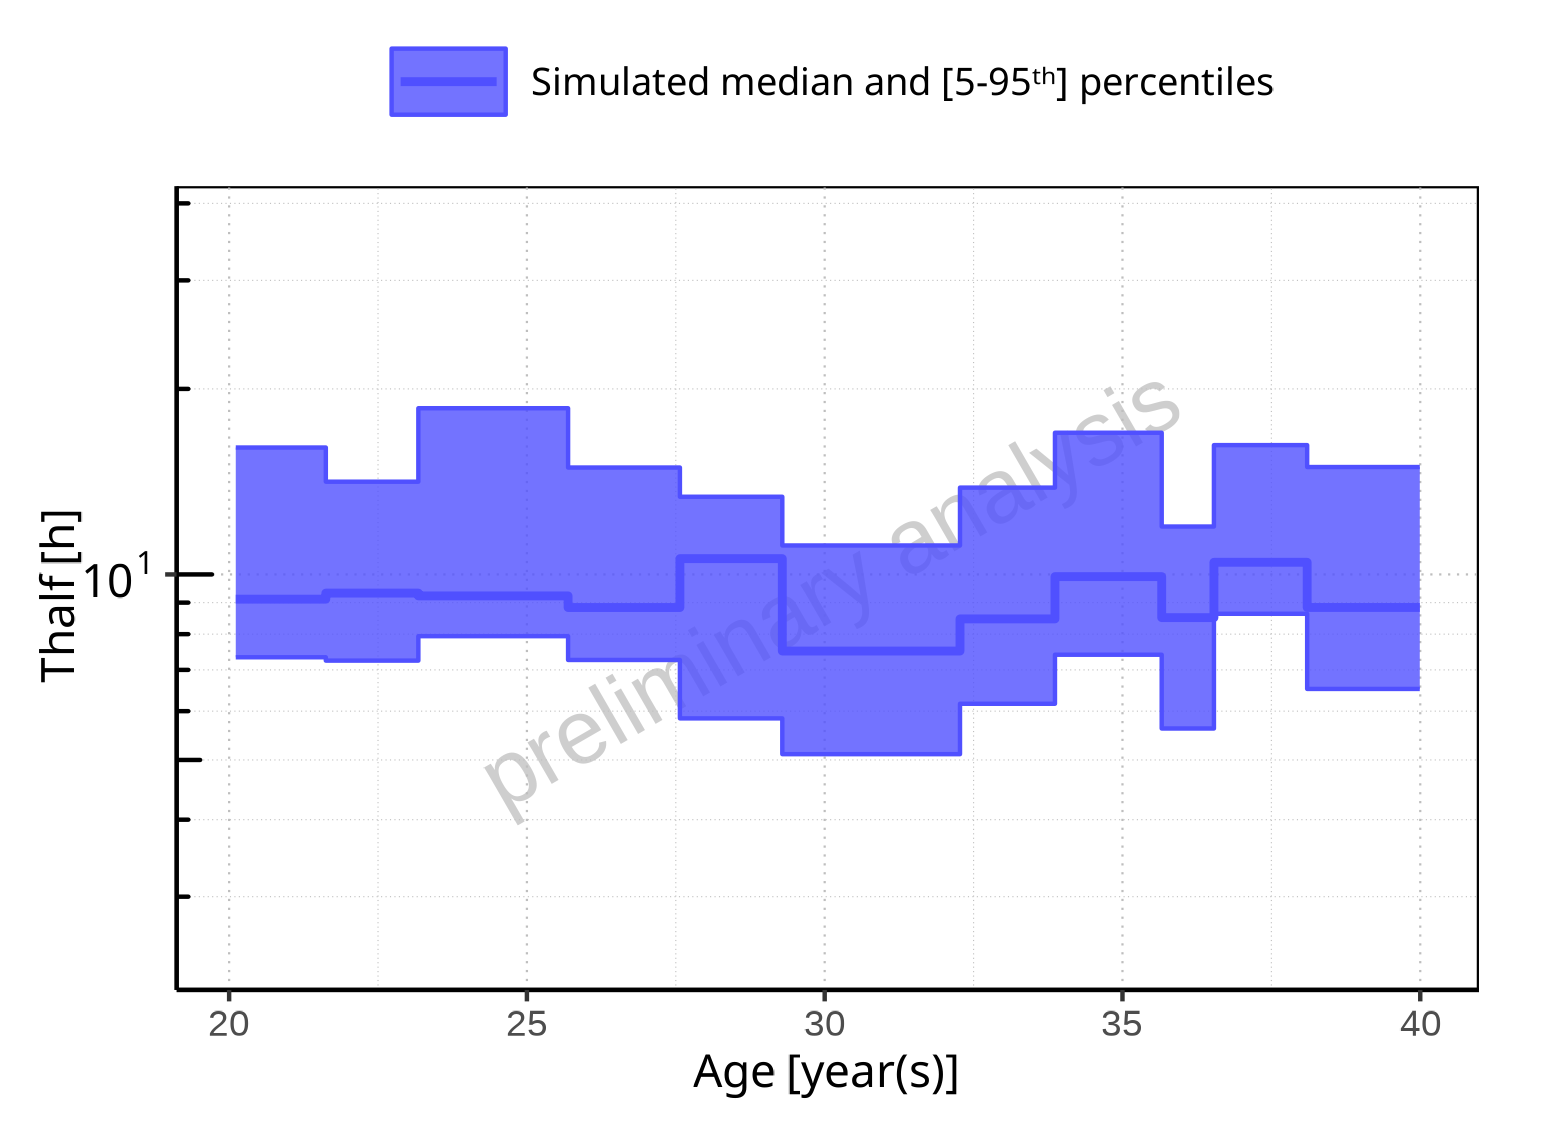 Simulated median and [5-95ᵗʰ] percentiles
Thalf [h]
10¹
preliminary analysis
20 25 30 35 40
Age [year(s)]